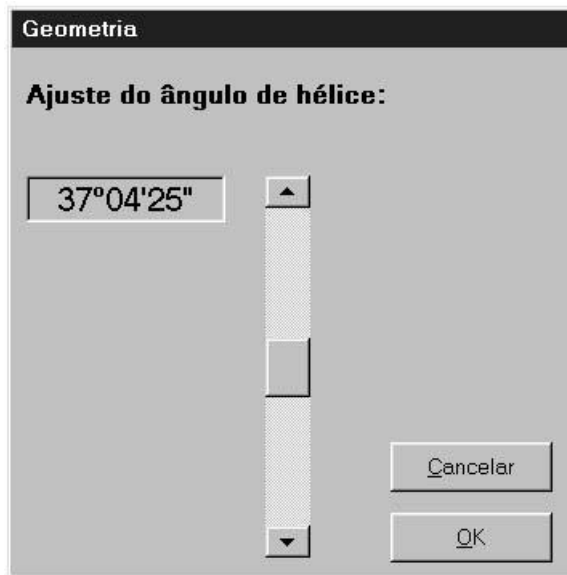 Geometria
Ajuste do ângulo de hélice:
37º04'25"
Cancelar
OK